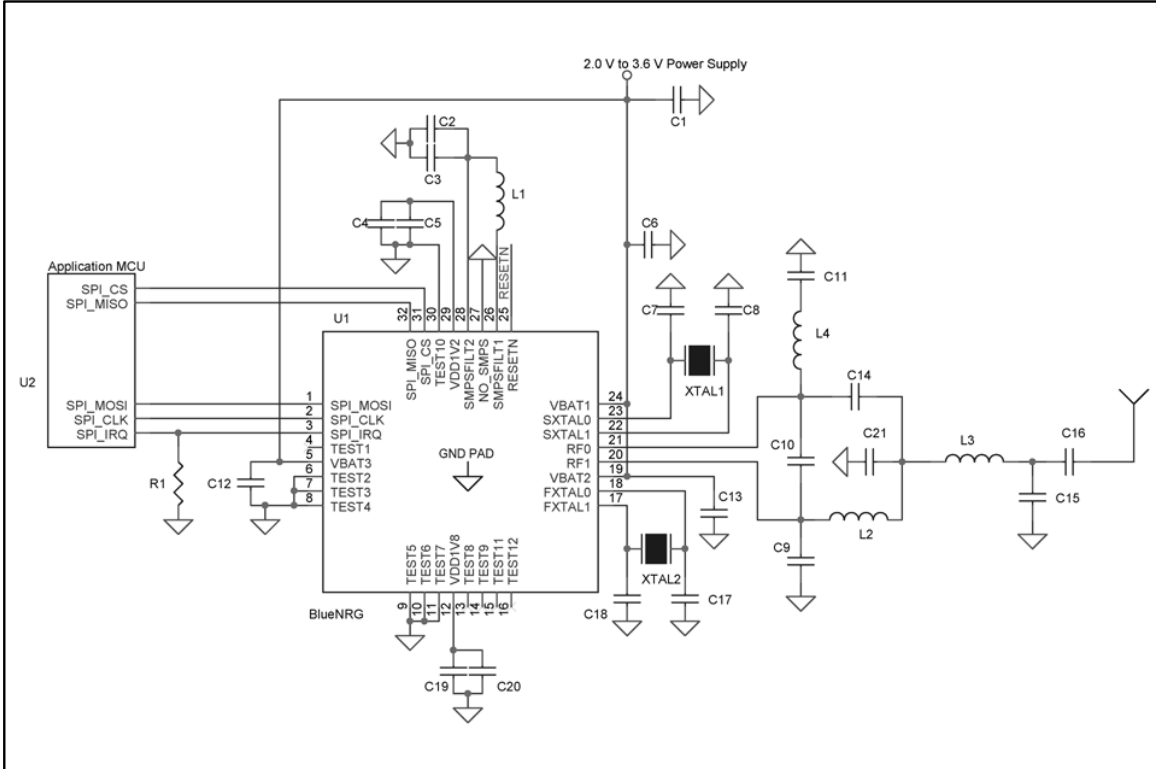 2.0 V to 3.6 V Power Supply
C1
C2
C3
L1
C4
C5
C6
RESETN
C7
C8
C11
Application MCU
SPI_CS
SPI_MISO
U2
SPI_MOSI
SPI_CLK
SPI_IRQ
U1
32
31
30
29
28
27
26
25
SPI_MISO
SPI_CS
TEST10
VDD1V2
SMPSFILT2
NO_SMPS
SMPSFILT1
RESETN
XTAL1
L4
C14
1 SPI_MOSI
2 SPI_CLK
3 SPI_IRQ
4 TEST1
5 VBAT3
6 TEST2
7 TEST3
8 TEST4
GND PAD
VBAT1 24
SXTAL0 23
SXTAL1 22
RF0 21
RF1 20
VBAT2 19
FXTAL0 18
FXTAL1 17
C10
C21
L3
C16
R1
C12
C13
C15
L2
C9
XTAL2
TEST5
TEST6
TEST7
VDD1V8
TEST8
TEST9
TEST11
TEST12
9
10
11
12
13
14
15
16
BlueNRG
C18
C17
C19
C20